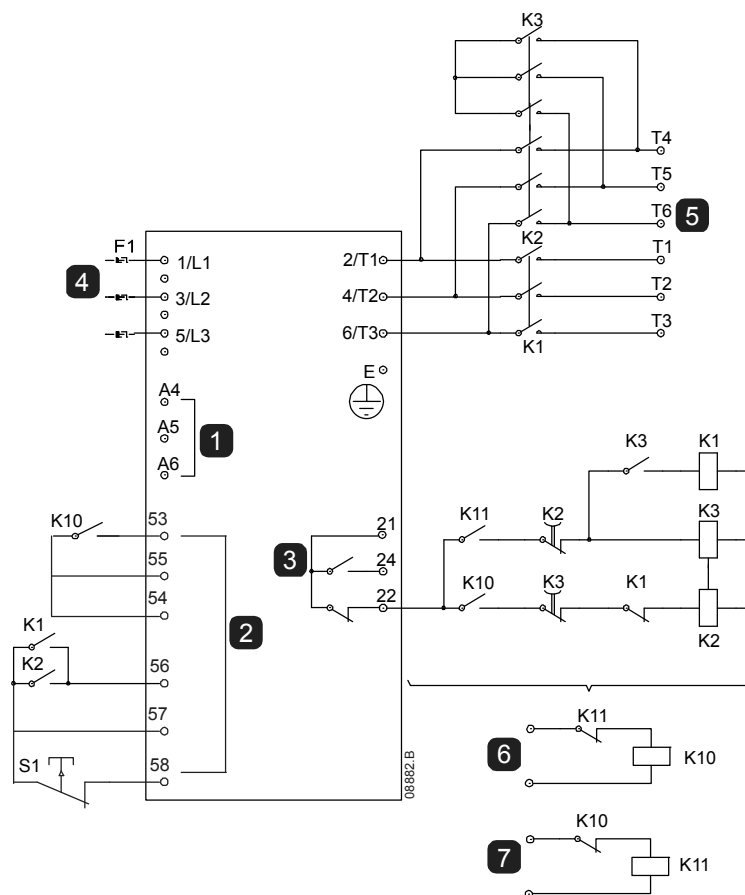 K3
T4
T5
T6
5
K2
T1
T2
T3
K1
F1
4
1/L1
3/L2
5/L3
2/T1
4/T2
6/T3
E
A4
A5
A6
1
K10
53
55
54
K1
K2
56
57
S1
58
2
3
21
24
22
K11
K2
K3
K1
K3
K10
K3
K1
K2
08882.B
6
K11
K10
7
K10
K11